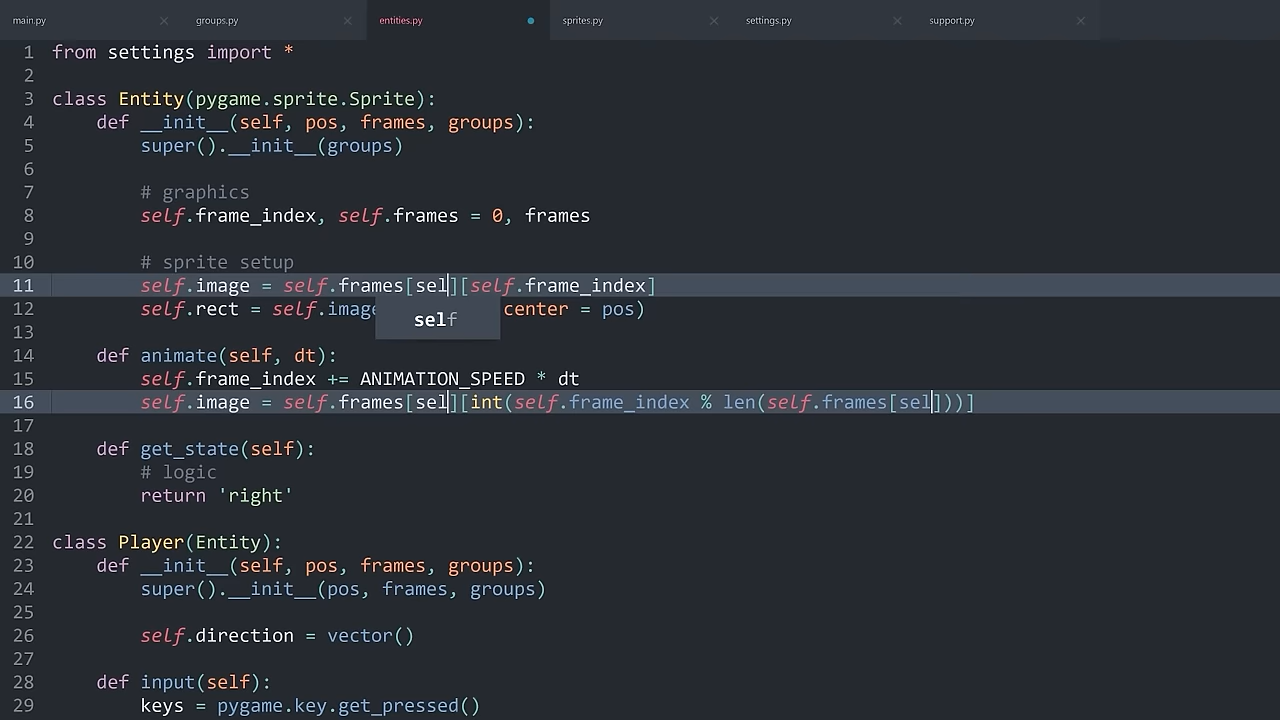 main.py groups.py entities.py sprites.py settings.py support.py
1 from settings import *
2
3 class Entity(pygame.sprite.Sprite):
4     def __init__(self, pos, frames, groups):
5         super().__init__(groups)
6
7         # graphics
8         self.frame_index, self.frames = 0, frames
9
10         # sprite setup
11         self.image = self.frames[sel][self.frame_index]
12         self.rect = self.image center = pos)
self
13
14     def animate(self, dt):
15         self.frame_index += ANIMATION_SPEED * dt
16         self.image = self.frames[sel][int(self.frame_index % len(self.frames[sel]))]
17
18     def get_state(self):
19         # logic
20         return 'right'
21
22 class Player(Entity):
23     def __init__(self, pos, frames, groups):
24         super().__init__(pos, frames, groups)
25
26         self.direction = vector()
27
28     def input(self):
29         keys = pygame.key.get_pressed()